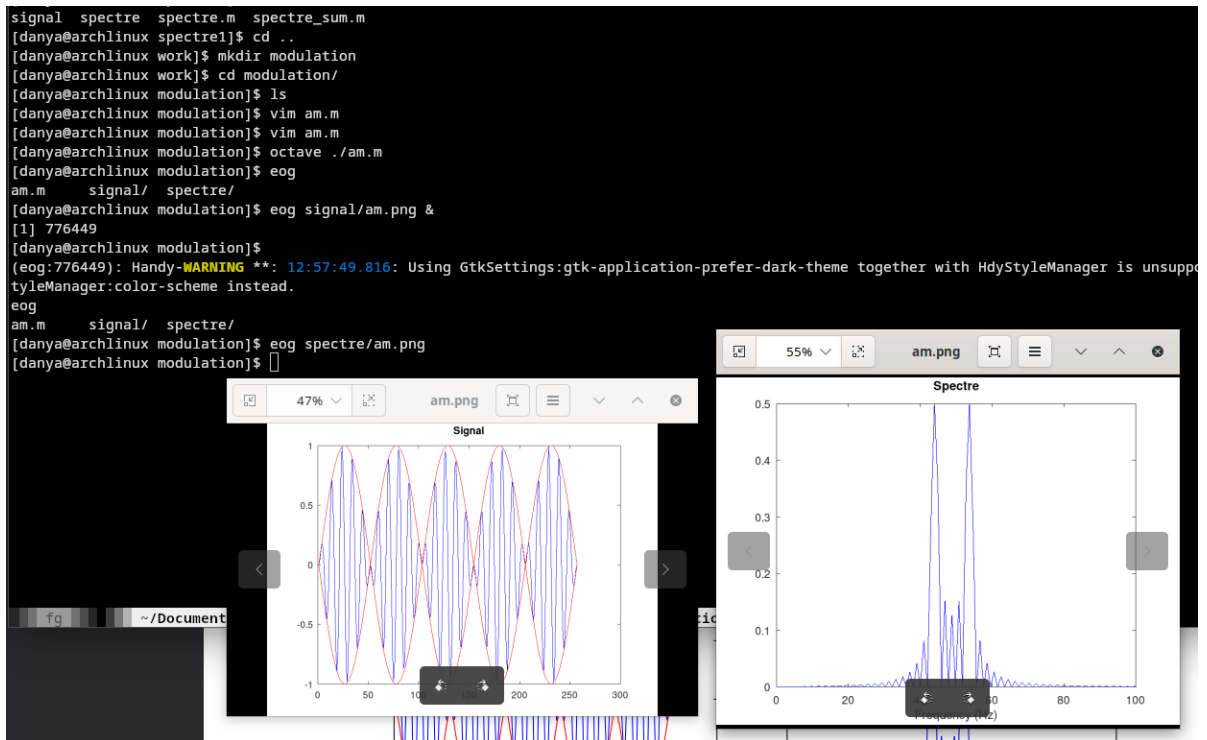 signal  spectre  spectre.m  spectre_sum.m
[danya@archlinux spectre1]$ cd ..
[danya@archlinux work]$ mkdir modulation
[danya@archlinux work]$ cd modulation/
[danya@archlinux modulation]$ ls
[danya@archlinux modulation]$ vim am.m
[danya@archlinux modulation]$ vim am.m
[danya@archlinux modulation]$ octave ./am.m
[danya@archlinux modulation]$ eog
am.m     signal/  spectre/
[danya@archlinux modulation]$ eog signal/am.png &
[1] 776449
[danya@archlinux modulation]$
(eog:776449): Handy-WARNING **: 12:57:49.816: Using GtkSettings:gtk-application-prefer-dark-theme together with HdyStyleManager is unsuppo
tyleManager:color-scheme instead.
eog
am.m     signal/  spectre/
[danya@archlinux modulation]$ eog spectre/am.png
[danya@archlinux modulation]$
47% am.png
Signal
1
0.5
0
-0.5
-1
0 50 100 150 200 250 300
55% am.png
Spectre
0.5
0.4
0.3
0.2
0.1
0
0 20 40 60 80 100
Frequency (Hz)
fg ~/Document